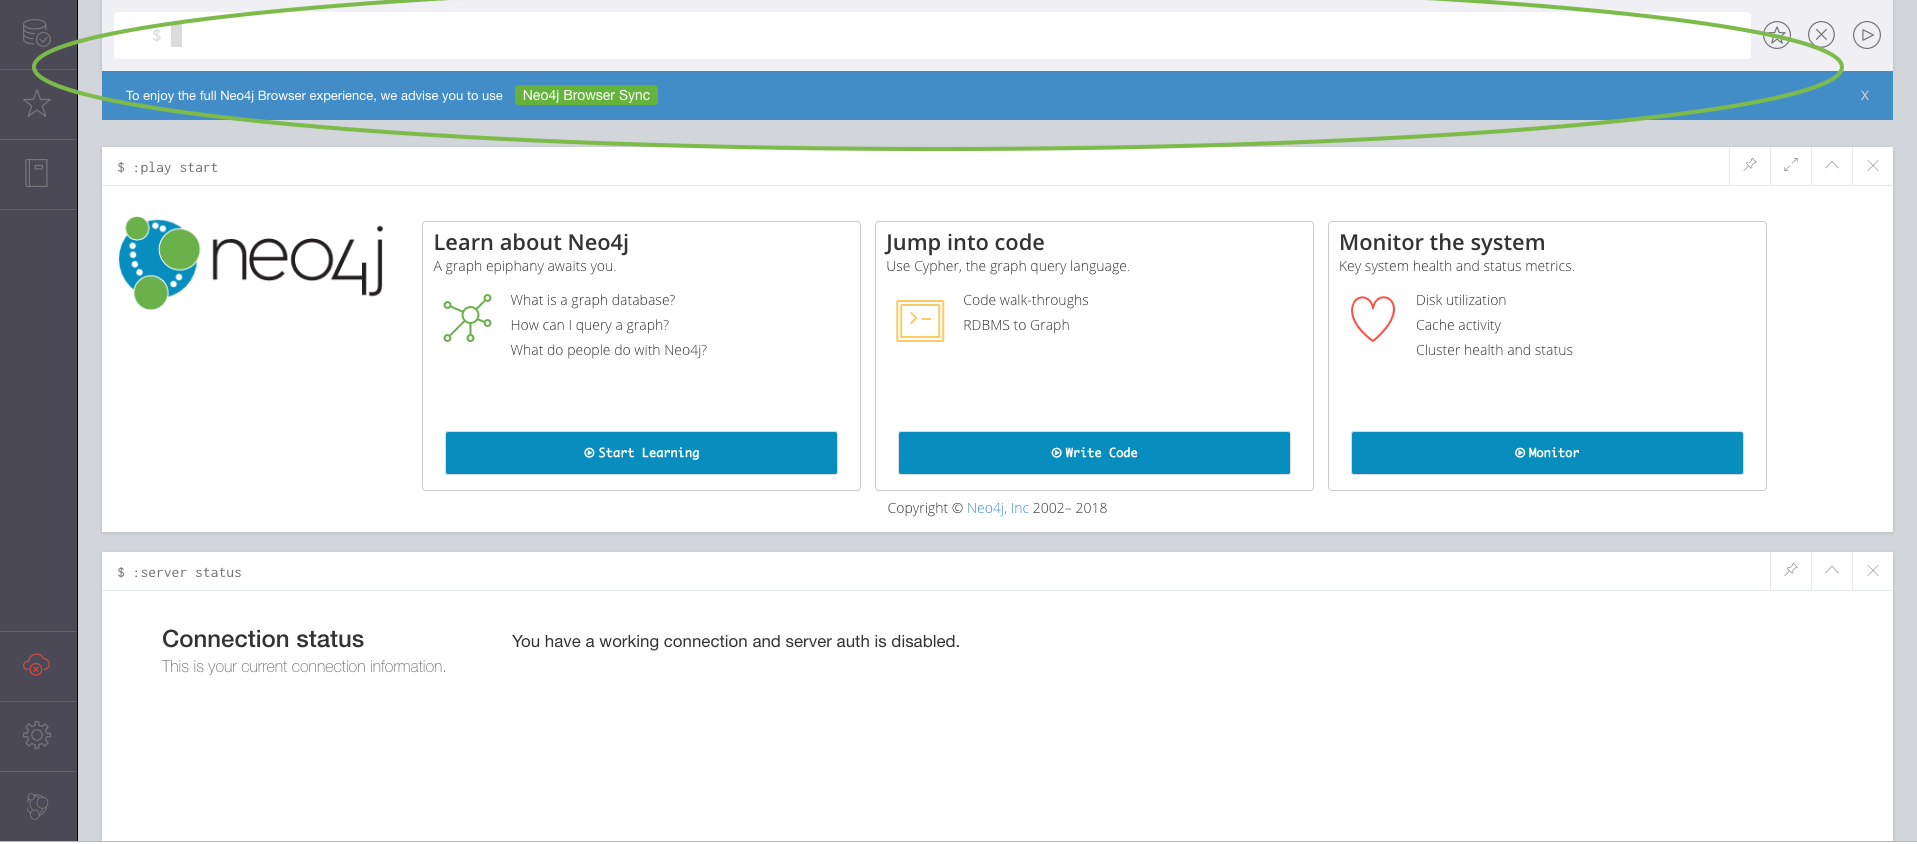 $
To enjoy the full Neo4j Browser experience, we advise you to use Neo4j Browser Sync X
$ :play start
neo4j
Learn about Neo4j
A graph epiphany awaits you.
What is a graph database?
How can I query a graph?
What do people do with Neo4j?
Start Learning
Jump into code
Use Cypher, the graph query language.
Code walk-throughs
RDBMS to Graph
Write Code
Monitor the system
Key system health and status metrics.
Disk utilization
Cache activity
Cluster health and status
Monitor
Copyright © Neo4j, Inc 2002– 2018
$ :server status
Connection status
This is your current connection information.
You have a working connection and server auth is disabled.